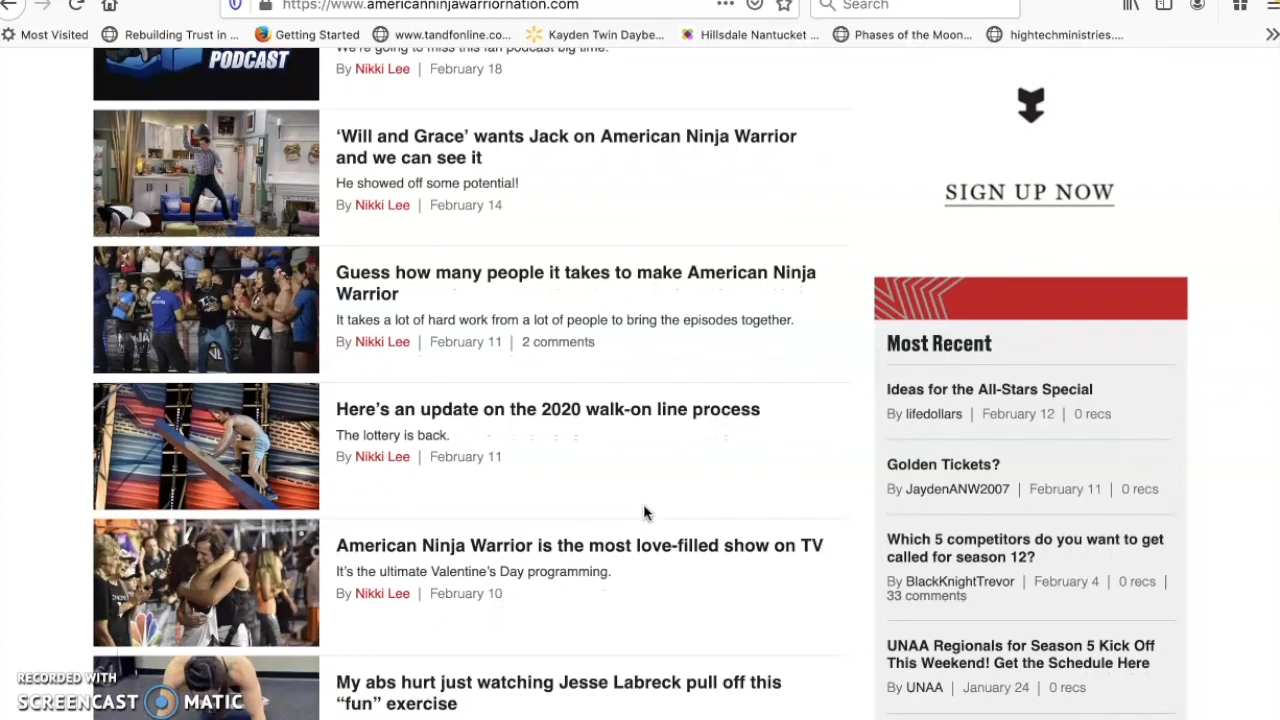 https://www.americanninjawarriornation.com
Search
Most Visited
Rebuilding Trust in ...
Getting Started
www.tandfonline.co...
Kayden Twin Daybe...
Hillsdale Nantucket ...
Phases of the Moon...
hightechministries....
PODCAST
We're going to miss this fan podcast big time.
By Nikki Lee | February 18
'Will and Grace' wants Jack on American Ninja Warrior
and we can see it
He showed off some potential!
By Nikki Lee | February 14
Guess how many people it takes to make American Ninja
Warrior
It takes a lot of hard work from a lot of people to bring the episodes together.
By Nikki Lee | February 11 | 2 comments
Here's an update on the 2020 walk-on line process
The lottery is back.
By Nikki Lee | February 11
American Ninja Warrior is the most love-filled show on TV
It's the ultimate Valentine's Day programming.
By Nikki Lee | February 10
My abs hurt just watching Jesse Labreck pull off this
“fun” exercise
SIGN UP NOW
Most Recent
Ideas for the All-Stars Special
By lifedollars | February 12 | 0 recs
Golden Tickets?
By JaydenANW2007 | February 11 | 0 recs
Which 5 competitors do you want to get
called for season 12?
By BlackKnightTrevor | February 4 | 0 recs |
33 comments
UNAA Regionals for Season 5 Kick Off
This Weekend! Get the Schedule Here
By UNAA | January 24 | 0 recs
RECORDED WITH
SCREENCAST MATIC